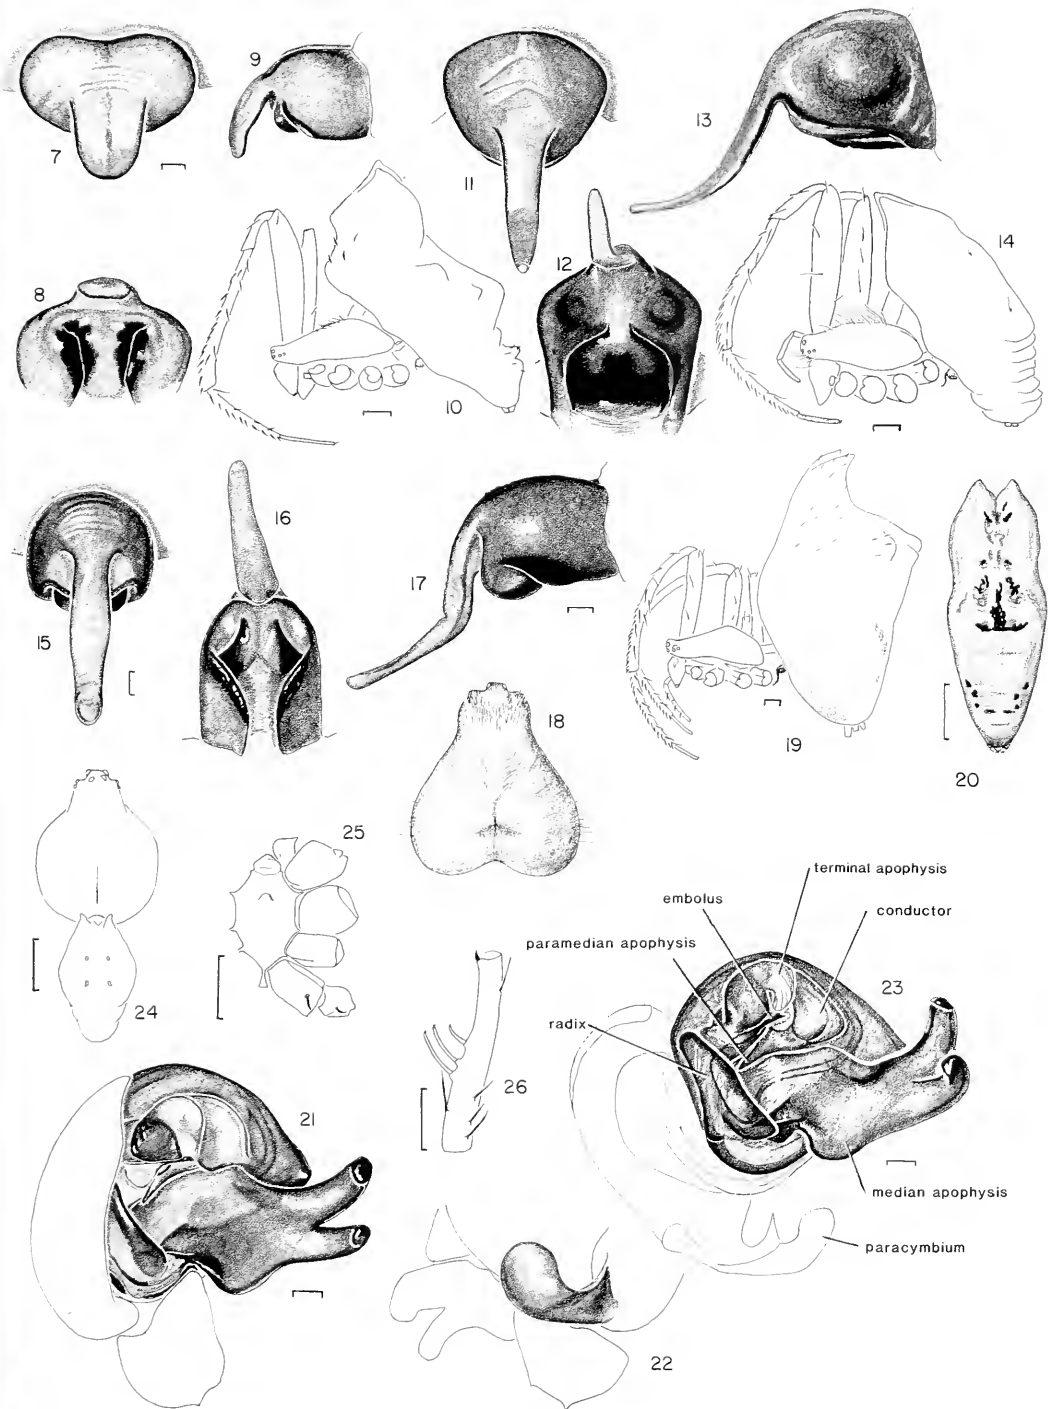 7
9
11
13
8
10
12
14
15
16
17
18
19
20
24
25
26
terminal apophysis
embolus
conductor
paramedian apophysis
23
radix
21
median apophysis
paracymbium
22